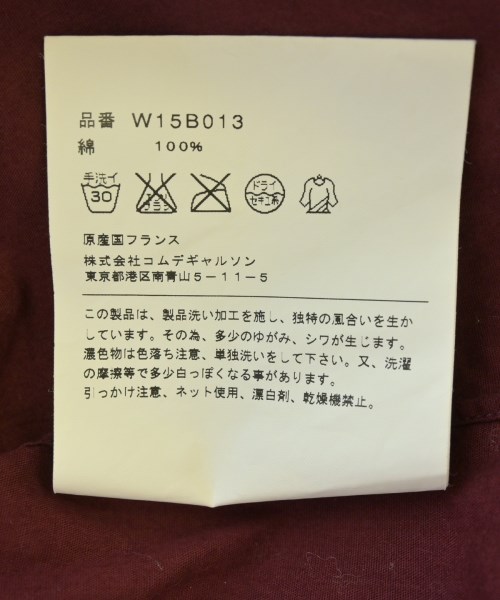 品番 W15B013
綿 100%
手洗イ 30 エンソ サラシ ドライ セキユ系
原産国フランス
株式会社コムデギャルソン
東京都港区南青山5-11-5
この製品は、製品洗い加工を施し、独特の風合いを生か
しています。その為、多少のゆがみ、シワが生じます。
濃色物は色落ち注意、単独洗いをして下さい。又、洗濯
の摩擦等で多少白っぽくなる事があります。
引っかけ注意、ネット使用、漂白剤、乾燥機禁止。